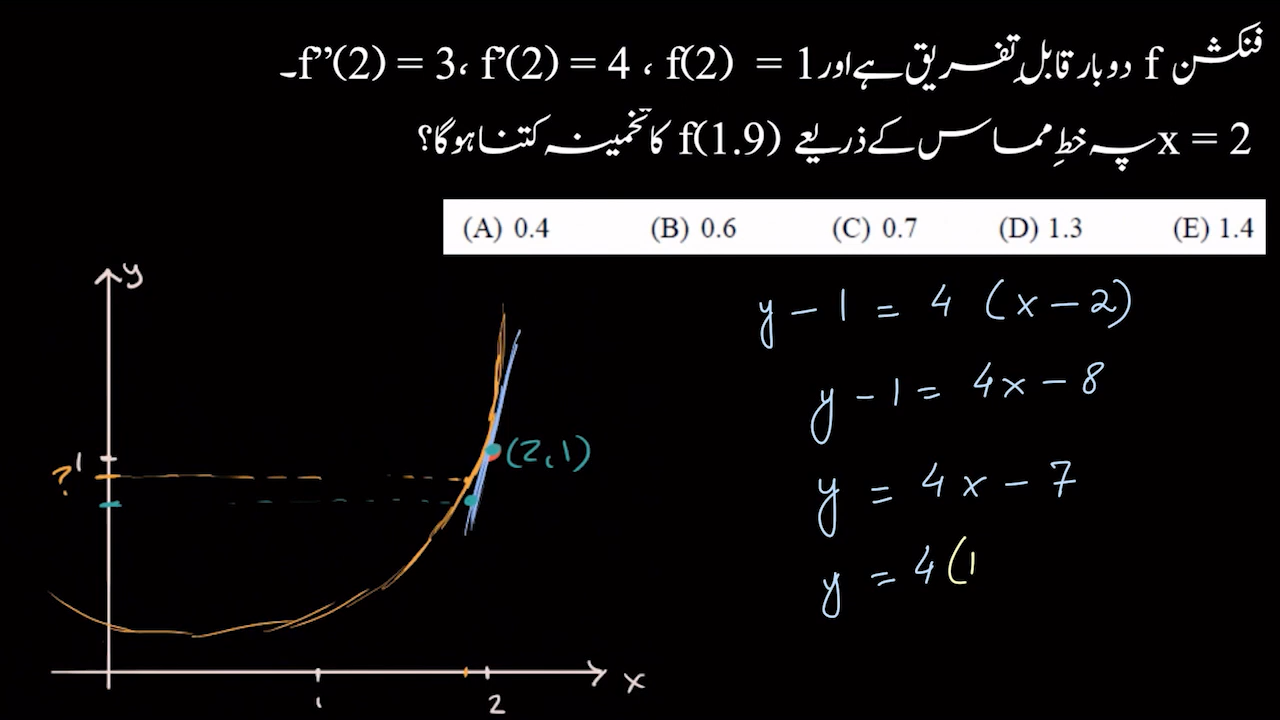 فنکشن f دو بار قابلِ تفریق ہے اور f(2) = 1 ، f'(2) = 4 ،f’’(2) = 3۔
x = 2 پہ خطِ مماس کے ذریعے f(1.9) کا تخمینہ کتنا ہوگا؟
(A) 0.4 (B) 0.6 (C) 0.7 (D) 1.3 (E) 1.4
y - 1 = 4 (x - 2)
y - 1 = 4x - 8
y = 4x - 7
y = 4 (1
y
(2,1)
1
?
x
1
2